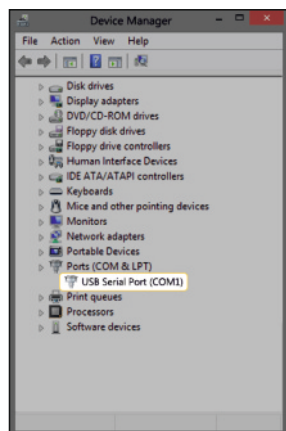 Device Manager
File Action View Help
Disk drives
Display adapters
DVD/CD-ROM drives
Floppy disk drives
Floppy drive controllers
Human Interface Devices
IDE ATA/ATAPI controllers
Keyboards
Mice and other pointing devices
Monitors
Network adapters
Portable Devices
Ports (COM & LPT)
USB Serial Port (COM1)
Print queues
Processors
Software devices